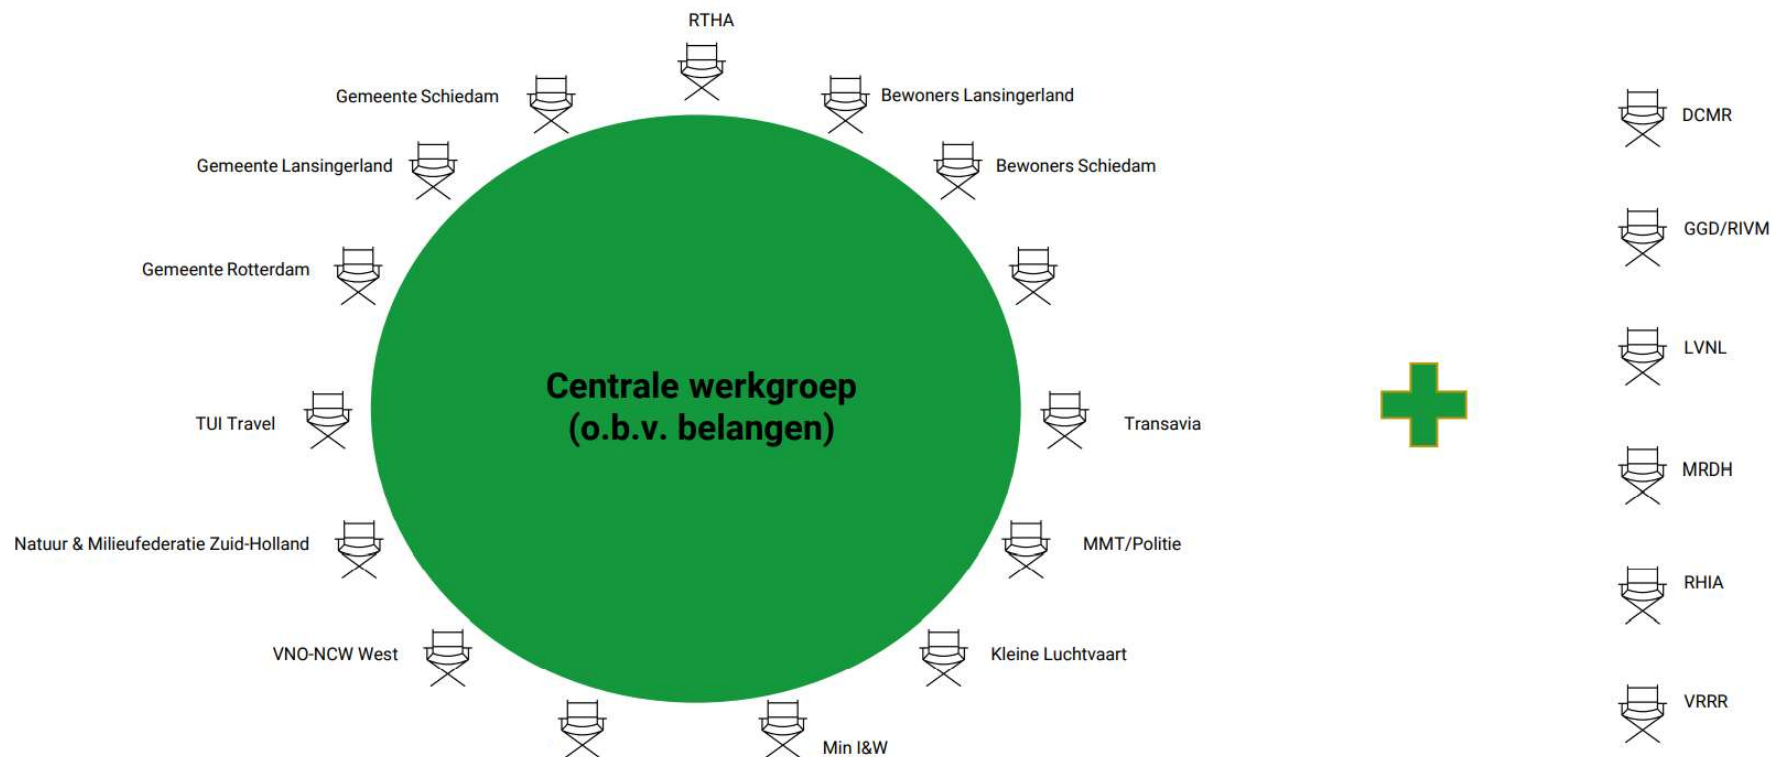 RTHA
Gemeente Schiedam
Bewoners Lansingerland
DCMR
Gemeente Lansingerland
Bewoners Schiedam
GGD/RIVM
Gemeente Rotterdam
LVNL
Centrale werkgroep
(o.b.v. belangen)
TUI Travel
Transavia
MRDH
Natuur & Milieufederatie Zuid-Holland
MMT/Politie
RHIA
VNO-NCW West
Kleine Luchtvaart
VRRR
Min I&W